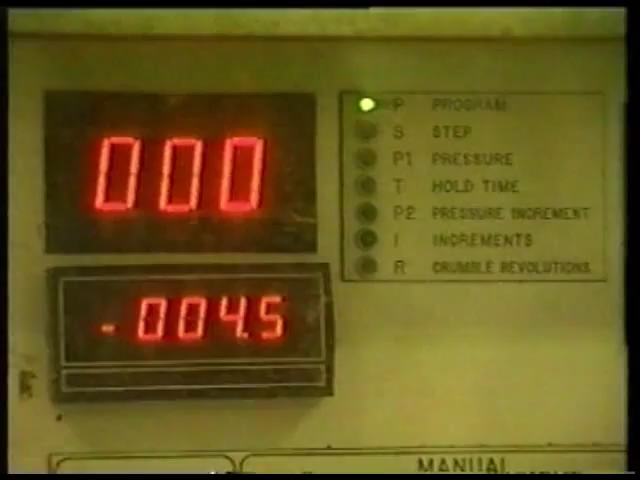 000
P PROGRAM
S STEP
P1 PRESSURE
T HOLD TIME
P2 PRESSURE INCREMENT
I INCREMENTS
R CRUMBLE REVOLUTIONS
-004.5
MANUAL